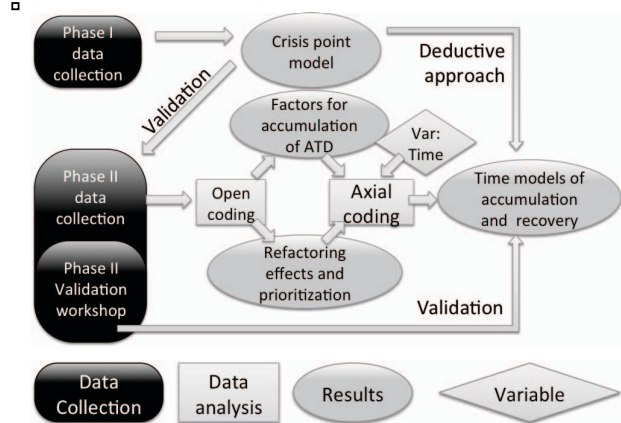 Phase I
data
collection
Crisis point
model
Deductive
approach
Validation
Factors for
accumulation
of ATD
Var:
Time
Phase II
data
collection
Open
coding
Axial
coding
Time models of
accumulation
and recovery
Phase II
Validation
workshop
Refactoring
effects and
prioritization
Validation
Data
Collection
Data
analysis
Results
Variable